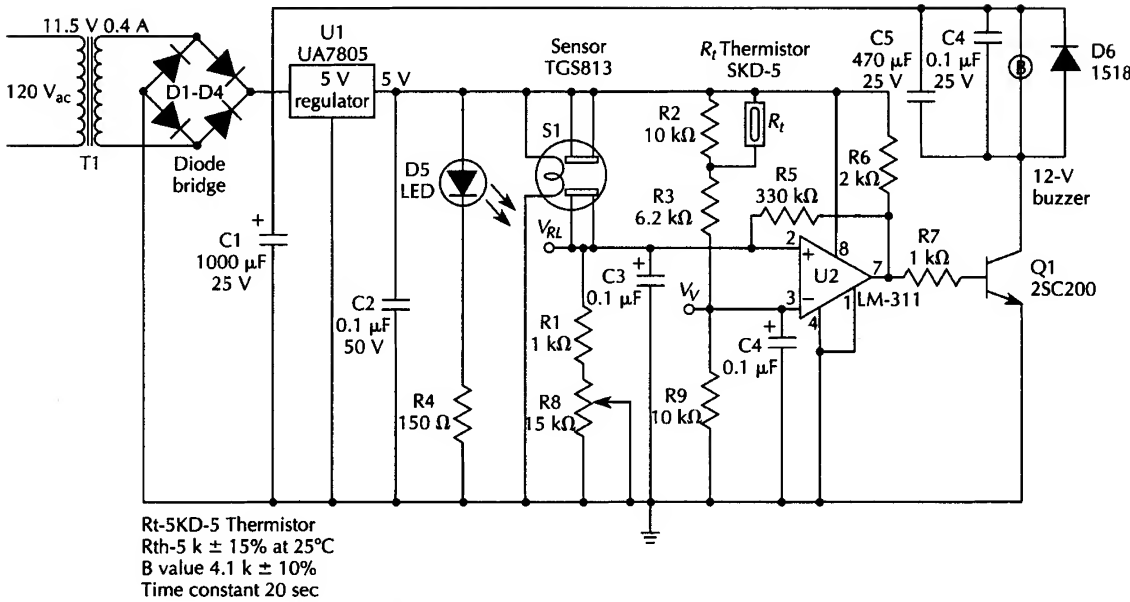 11.5 V 0.4 A
120 Vac
T1
D1-D4
Diode
bridge
U1
UA7805
5 V
regulator
5 V
C1
1000 µF
25 V
+
C2
0.1 µF
50 V
D5
LED
R4
150 Ω
Sensor
TGS813
S1
VRL
R1
1 kΩ
R8
15 kΩ
+
C3
0.1 µF
Rt Thermistor
SKD-5
R2
10 kΩ
Rt
R3
6.2 kΩ
R5
330 kΩ
R6
2 kΩ
VV
R9
10 kΩ
+
C4
0.1 µF
2
+
U2
3
−
8
7
1
4
LM-311
R7
1 kΩ
Q1
2SC200
C5
470 µF
25 V
C4
0.1 µF
25 V
B
D6
1518
12-V
buzzer
Rt-5KD-5 Thermistor
Rth-5 k ± 15% at 25°C
B value 4.1 k ± 10%
Time constant 20 sec